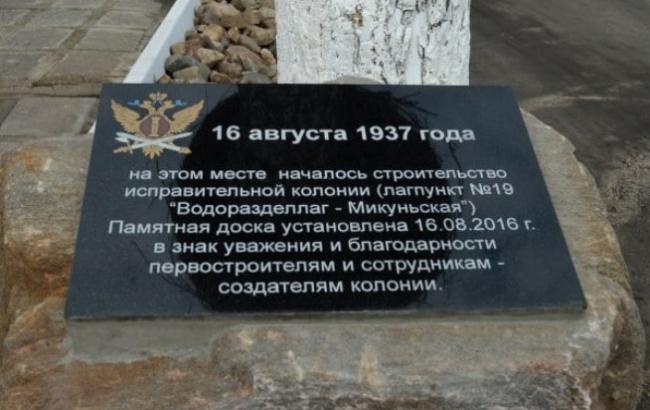 16 августа 1937 года
на этом месте началось строительство
исправительной колонии (лагпункт №19
“Водоразделлаг - Микуньская”)
Памятная доска установлена 16.08.2016 г.
в знак уважения и благодарности
первостроителям и сотрудникам -
создателям колонии.